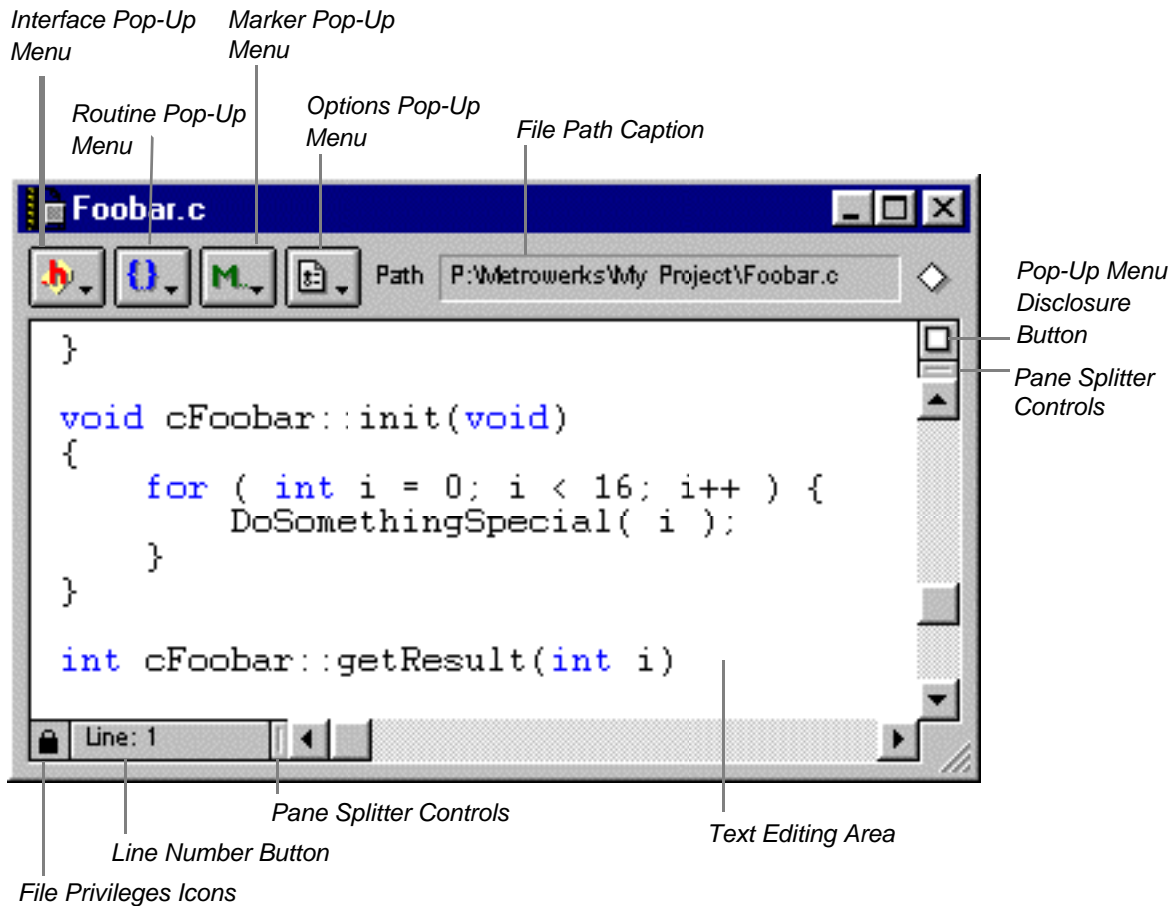 Interface Pop-Up
Menu
Marker Pop-Up
Menu
Routine Pop-Up
Menu
Options Pop-Up
Menu
File Path Caption
Foobar.c
.h
{}
M..
Path
P:\Metrowerks\My Project\Foobar.c
Pop-Up Menu
Disclosure
Button
Pane Splitter
Controls
}
void cFoobar::init(void)
{
for ( int i = 0; i < 16; i++ ) {
DoSomethingSpecial( i );
}
}
int cFoobar::getResult(int i)
Line: 1
Pane Splitter Controls
Text Editing Area
Line Number Button
File Privileges Icons